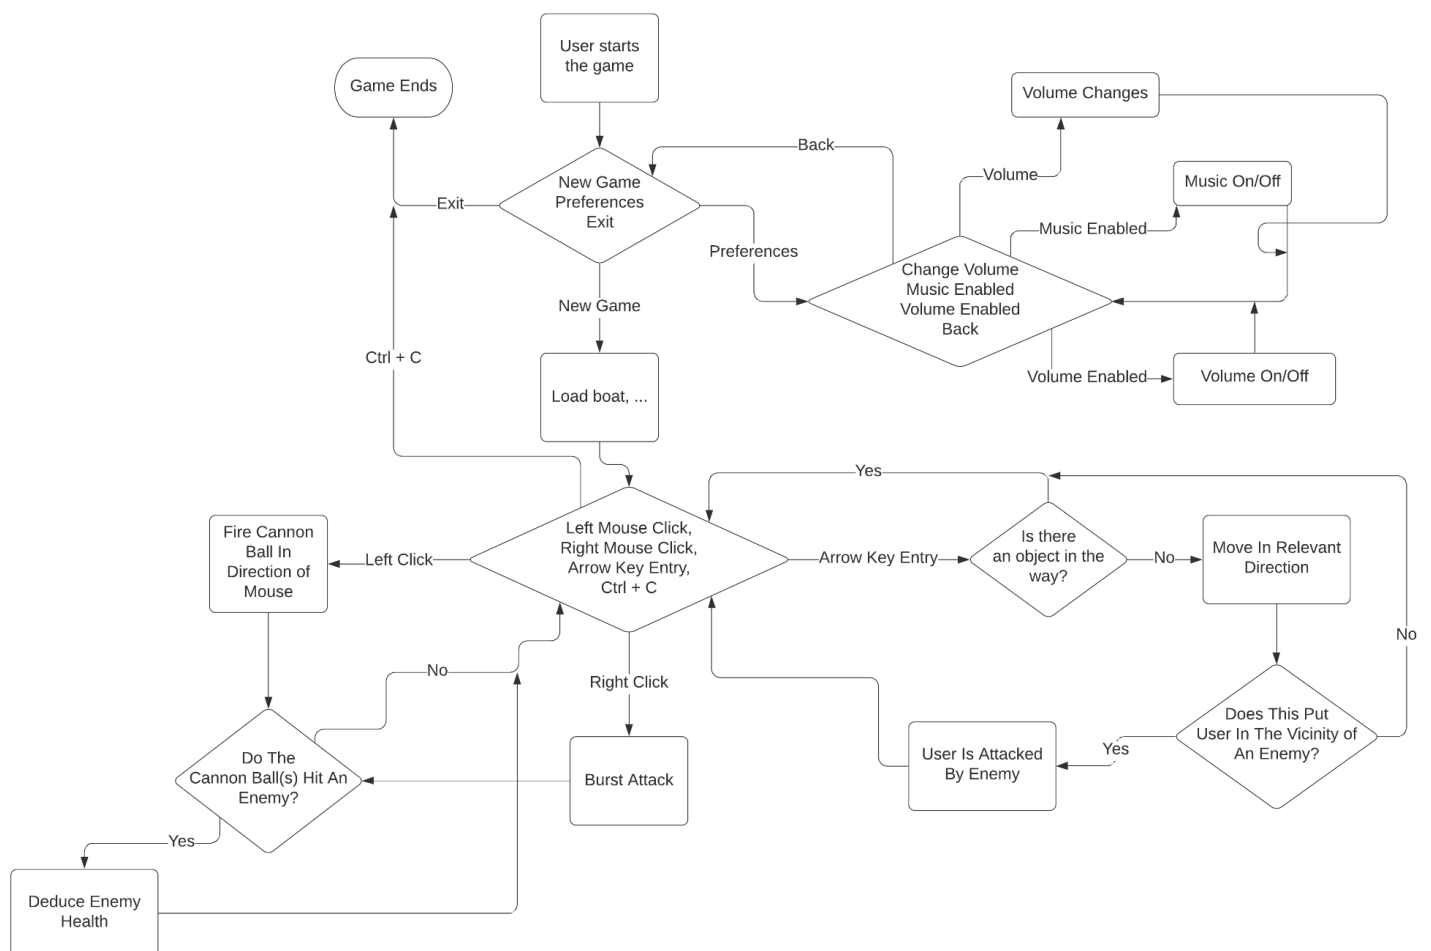 User starts
the game
Game Ends
Volume Changes
Back
Volume
Music On/Off
New Game
Preferences
Exit
Exit
Music Enabled
Preferences
Change Volume
Music Enabled
Volume Enabled
Back
New Game
Ctrl + C
Volume Enabled
Volume On/Off
Load boat, ...
Yes
Fire Cannon
Ball In
Direction of
Mouse
Left Click
Left Mouse Click,
Right Mouse Click,
Arrow Key Entry,
Ctrl + C
Arrow Key Entry
Is there
an object in the
way?
No
Move In Relevant
Direction
No
No
Right Click
Does This Put
User In The Vicinity of
An Enemy?
Yes
User Is Attacked
By Enemy
Do The
Cannon Ball(s) Hit An
Enemy?
Burst Attack
Yes
Deduce Enemy
Health